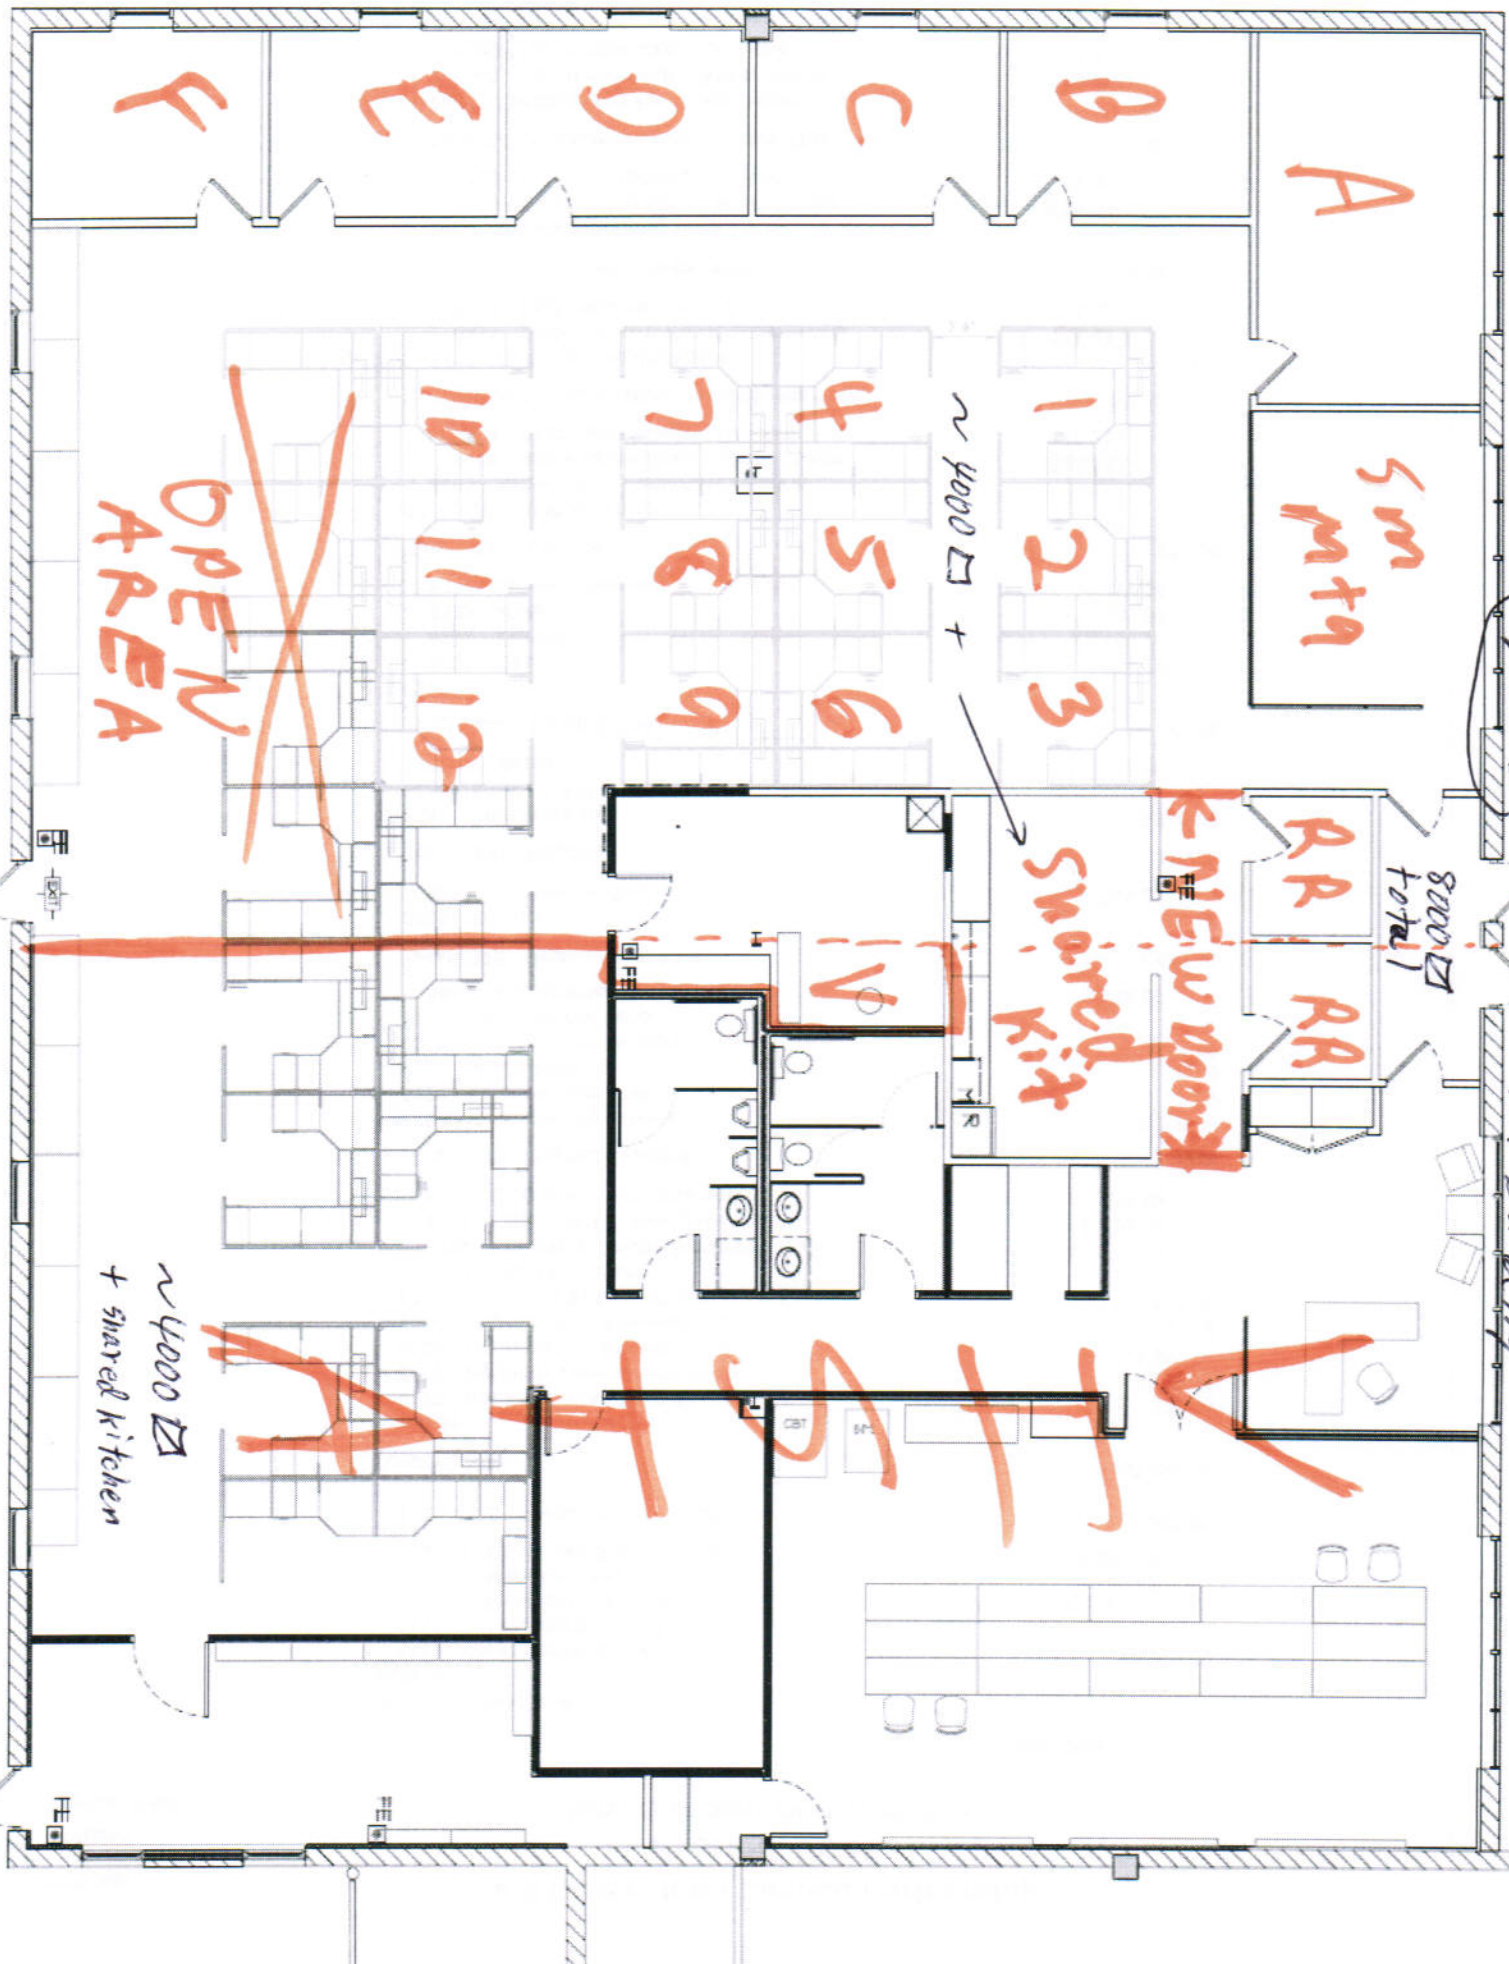 A
Sm
mtg
8000
total
RR
RR
B
C
D
E
F
← NEW Door
FE
1
2
3
~ 4000 +
Shared
Kit
M
R
4
5
6
7
8
9
FE
CBT
10
11
12
OPEN
AREA
~4000
+ shared kitchen
FE
EXIT
FE